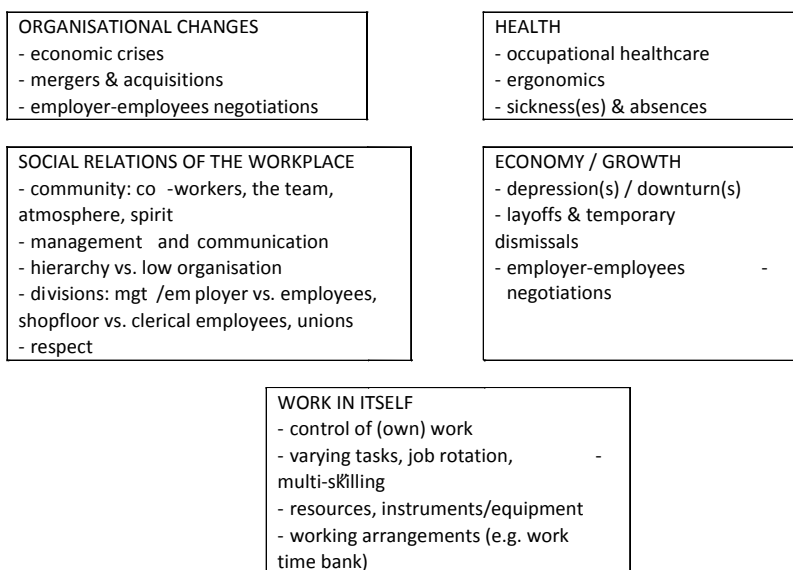 ORGANISATIONAL CHANGES
- economic crises
- mergers & acquisitions
- employer-employees negotiations
HEALTH
- occupational healthcare
- ergonomics
- sickness(es) & absences
SOCIAL RELATIONS OF THE WORKPLACE
- community: co -workers, the team,
atmosphere, spirit
- management and communication
- hierarchy vs. low organisation
- divisions: mgt /em ployer vs. employees,
shopfloor vs. clerical employees, unions
- respect
ECONOMY / GROWTH
- depression(s) / downturn(s)
- layoffs & temporary
dismissals
- employer-employees -
negotiations
WORK IN ITSELF
- control of (own) work
- varying tasks, job rotation, -
multi-skilling
- resources, instruments/equipment
- working arrangements (e.g. work
time bank)